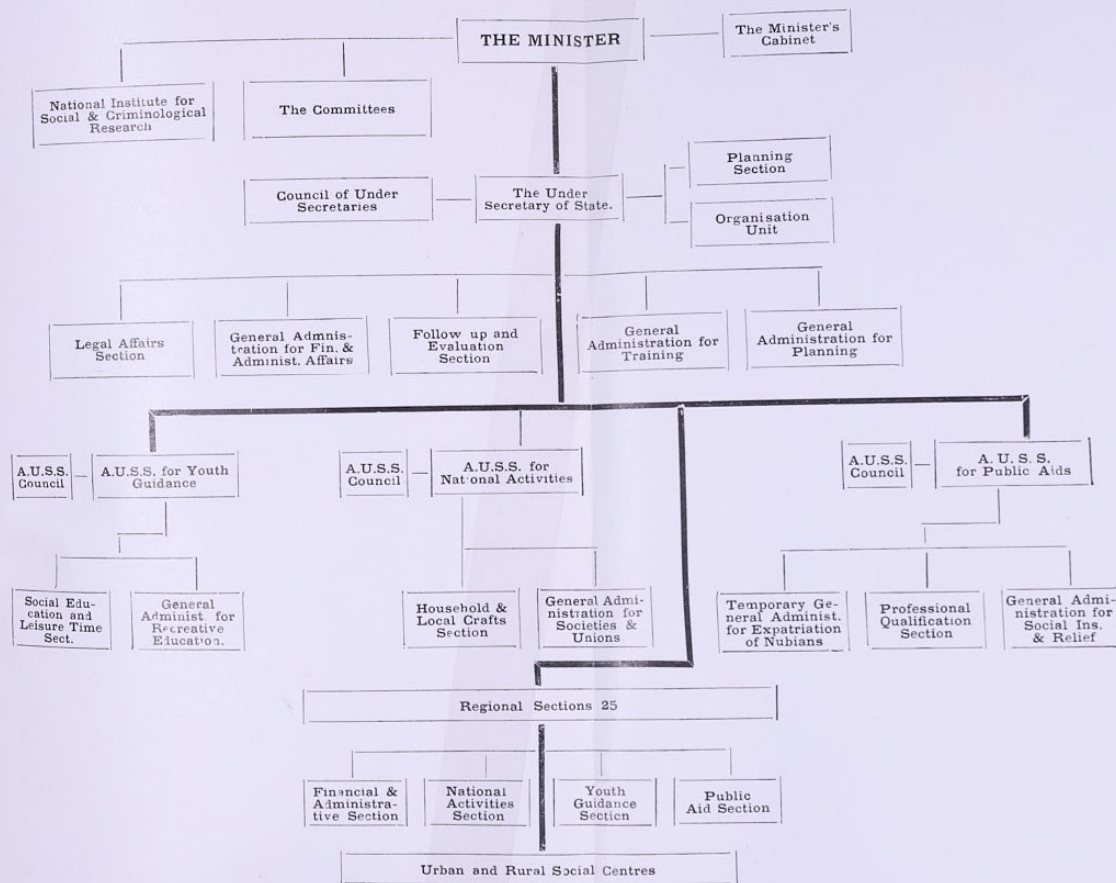 THE MINISTER
The Minister's
Cabinet
National Institute for
Social & Criminological
Research
The Committees
Council of Under
Secretaries
The Under
Secretary of State.
Planning
Section
Organisation
Unit
Legal Affairs
Section
General Admnis-
tration for Fin. &
Administ. Affairs
Follow up and
Evaluation
Section
General
Administration for
Training
General
Administration for
Planning
A.U.S.S.
Council
A.U.S.S. for Youth
Guidance
A.U.S.S.
Council
A.U.S.S. for
National Activities
A.U.S.S.
Council
A. U. S. S.
for Public Aids
Social Edu-
cation and
Leisure Time
Sect.
General
Administ. for
Recreative
Education.
Household &
Local Crafts
Section
General Admi-
nistration for
Societies &
Unions
Temporary Ge-
neral Administ.
for Expatriation
of Nubians
Professional
Qualification
Section
General Admi-
nistration for
Social Ins.
& Relief
Regional Sections 25
Financial &
Administra-
tive Section
National
Activities
Section
Youth
Guidance
Section
Public
Aid Section
Urban and Rural Social Centres